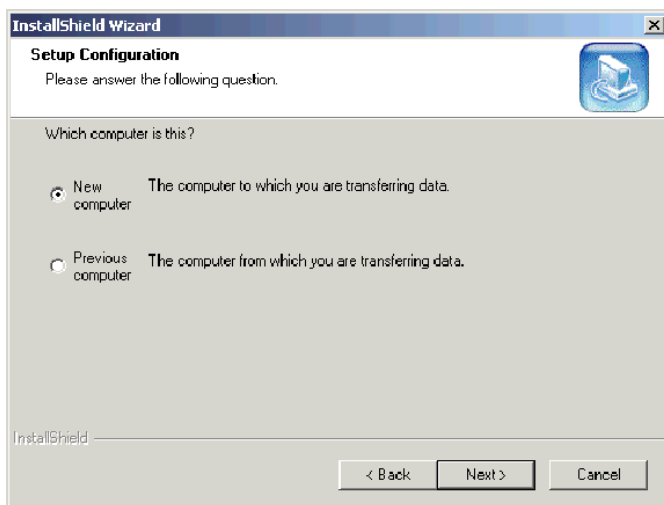 InstallShield Wizard
Setup Configuration
Please answer the following question.
Which computer is this?
New
computer
The computer to which you are transferring data.
Previous
computer
The computer from which you are transferring data.
InstallShield
< Back
Next >
Cancel